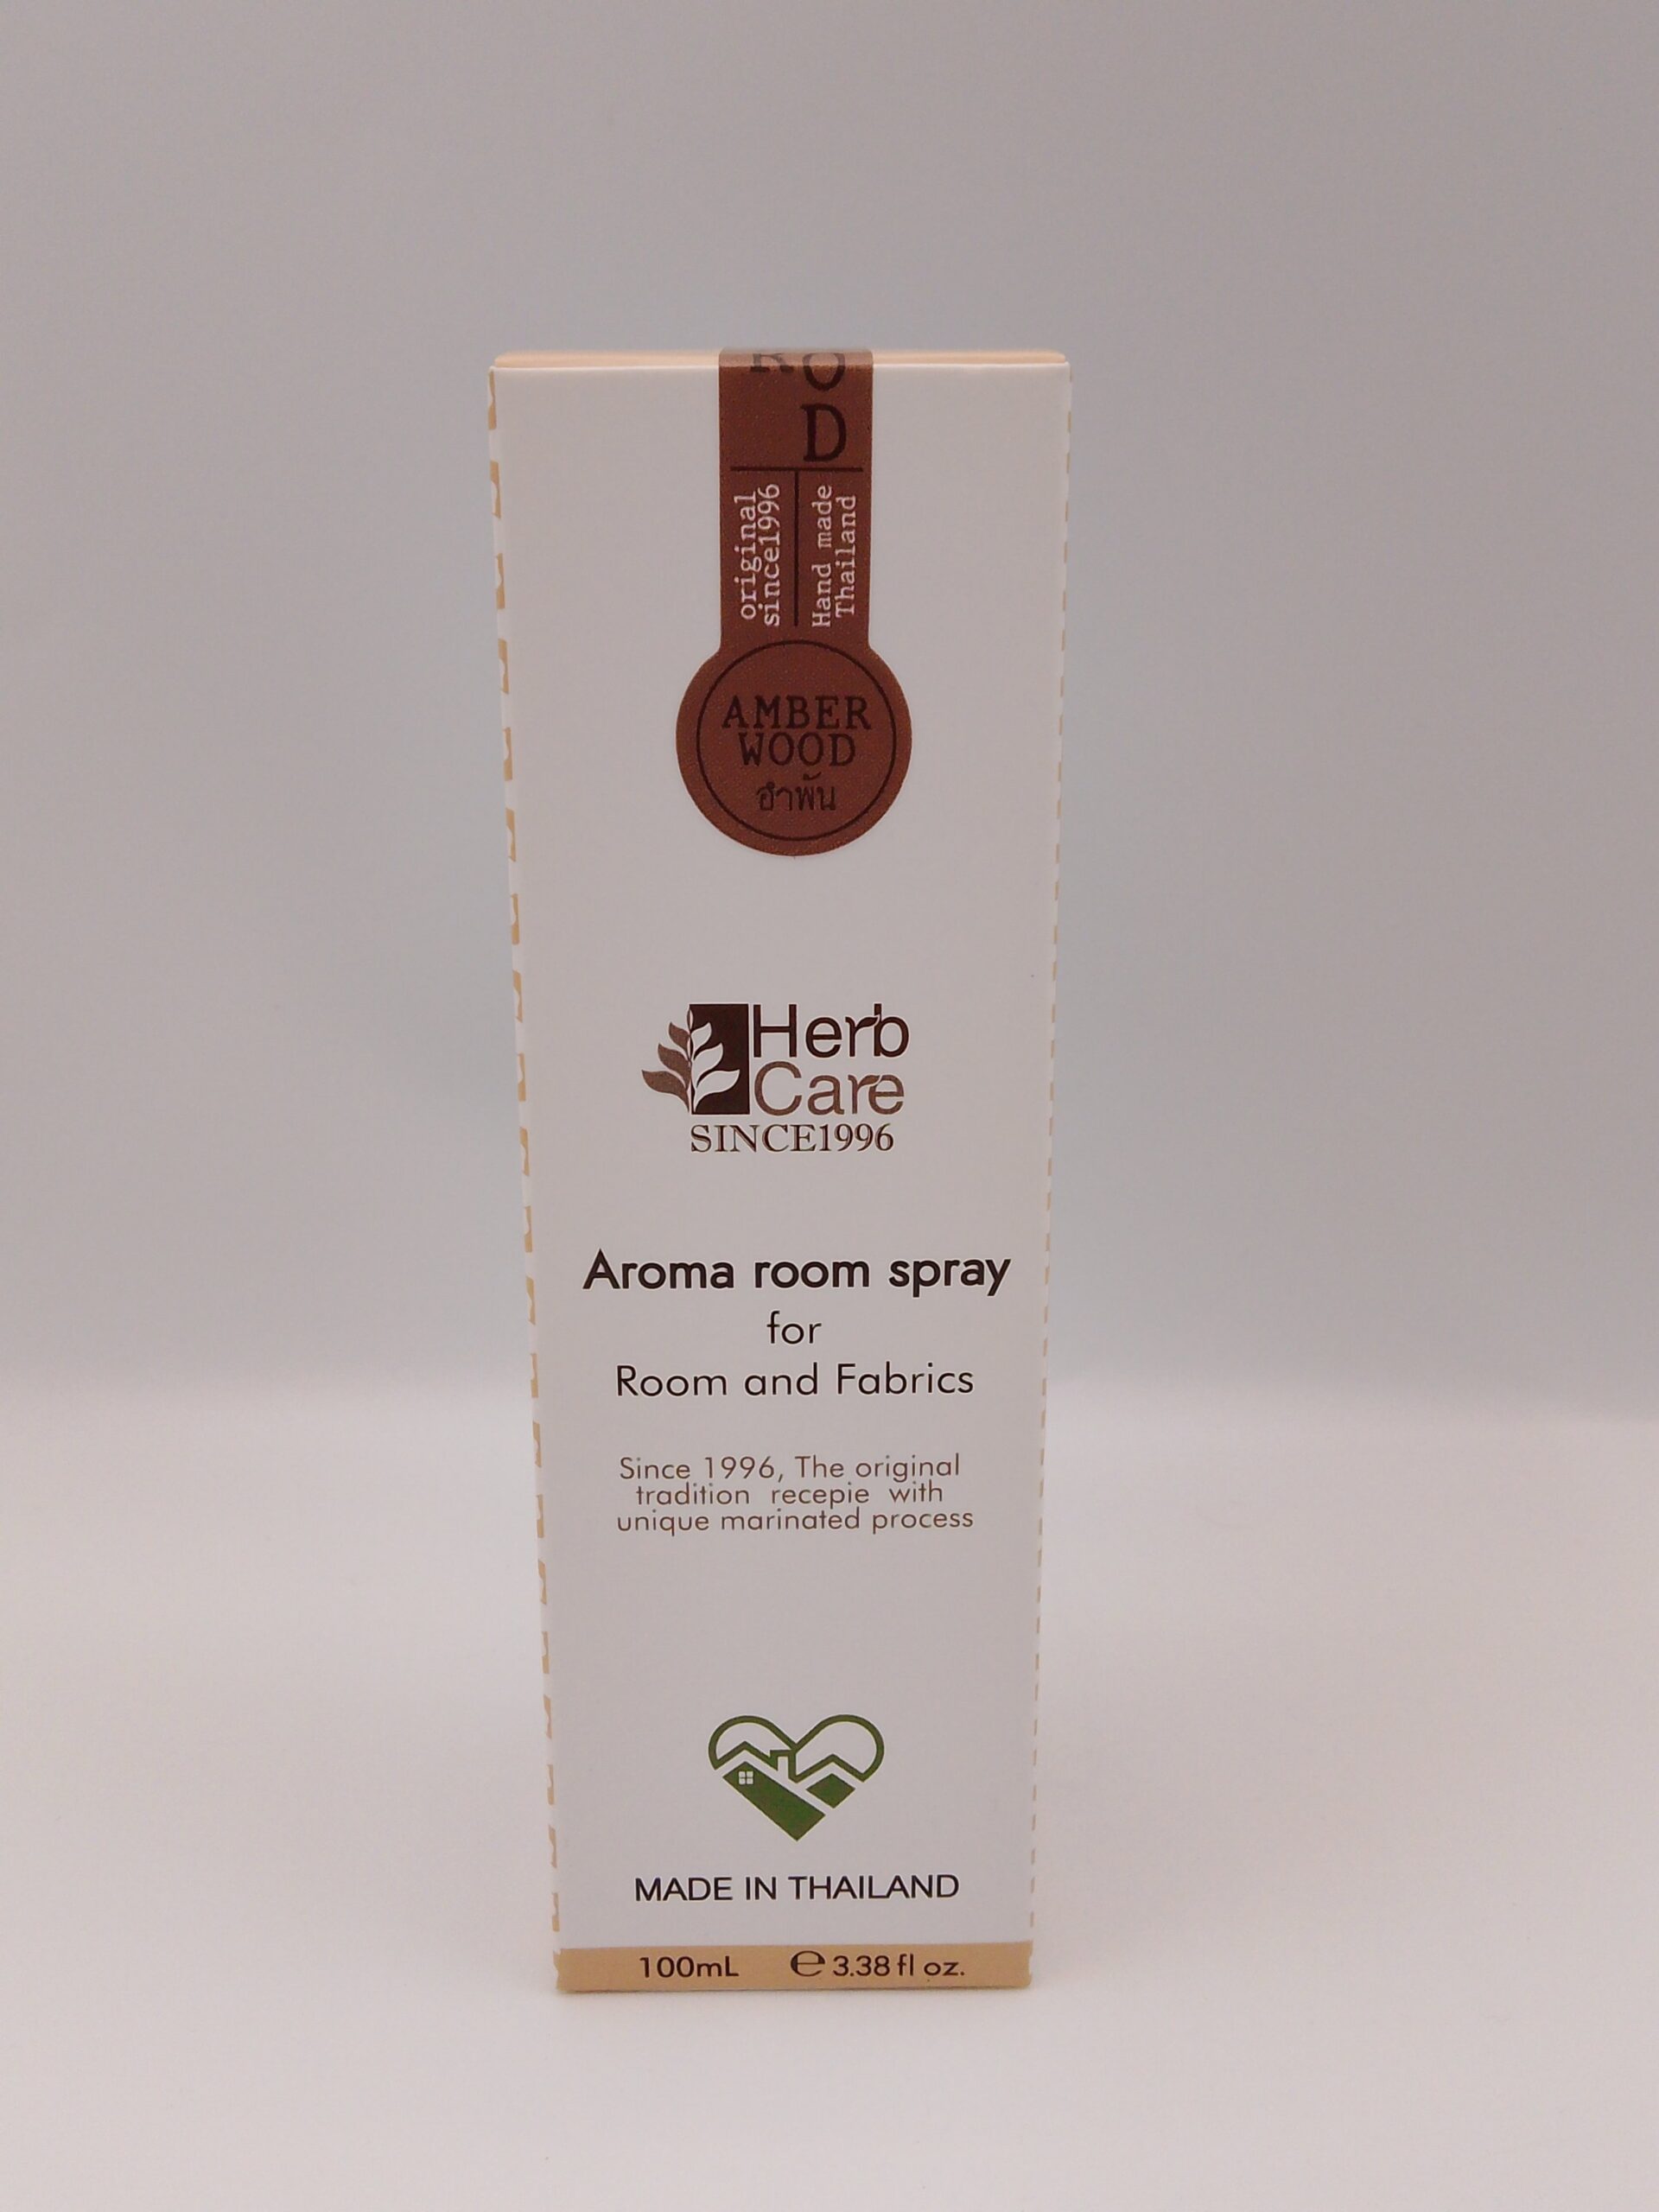 D
original
since1996
Hand made
Thailand
AMBER
WOOD
อำพัน
Herb
Care
SINCE1996
Aroma room spray
for
Room and Fabrics
Since 1996, The original
tradition recepie with
unique marinated process
MADE IN THAILAND
100mL ℮ 3.38 fl oz.